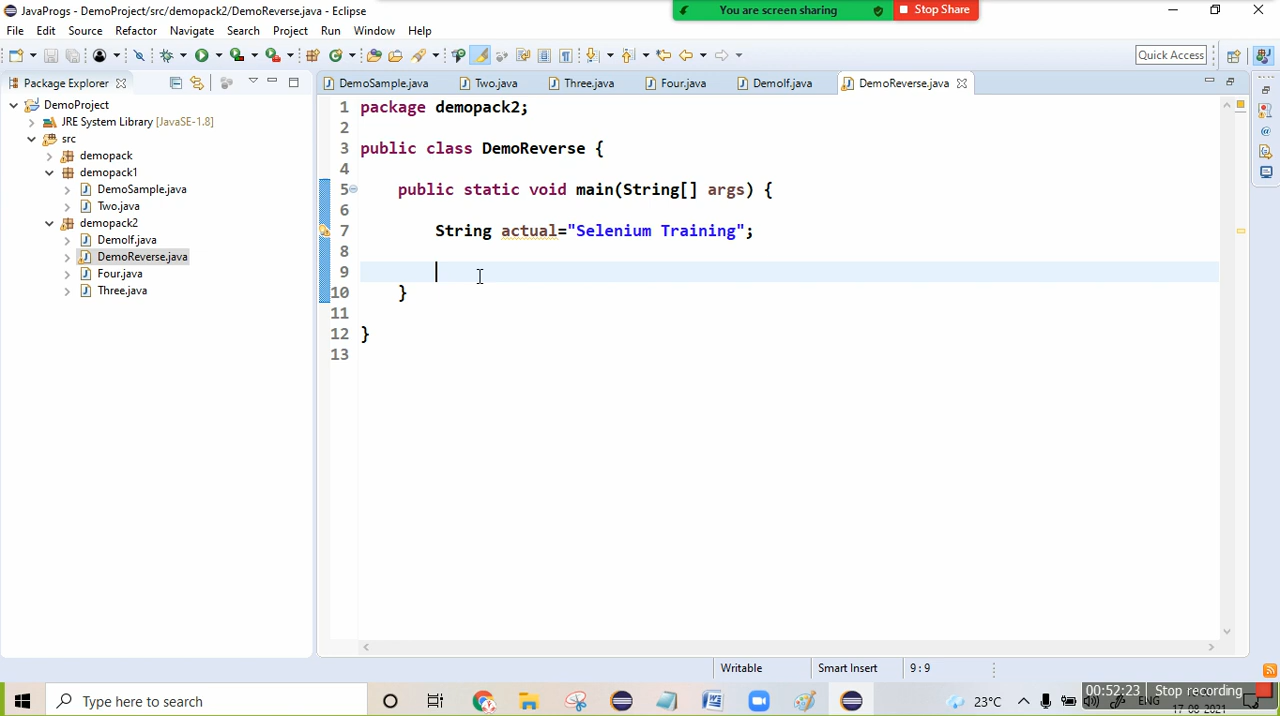 JavaProgs - DemoProject/src/demopack2/DemoReverse.java - Eclipse
You are screen sharing
Stop Share
File Edit Source Refactor Navigate Search Project Run Window Help
Quick Access
Package Explorer
DemoSample.java Two.java Three.java Four.java DemoIf.java DemoReverse.java
DemoProject
JRE System Library [JavaSE-1.8]
src
demopack
demopack1
DemoSample.java
Two.java
demopack2
DemoIf.java
DemoReverse.java
Four.java
Three.java
1 package demopack2;
2
3 public class DemoReverse {
4
5 public static void main(String[] args) {
6
7 String actual="Selenium Training";
8
9
10 }
11
12 }
13
Writable Smart Insert 9 : 9
Type here to search
23°C
ENG
17-08-2021
00:52:23 Stop recording